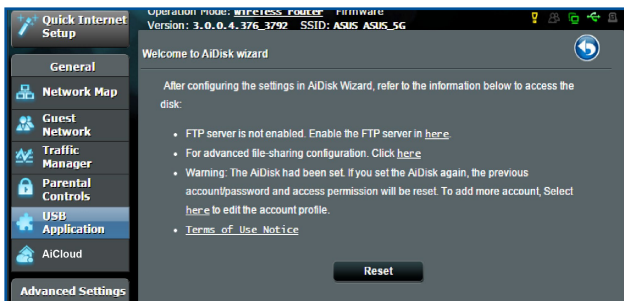 Quick Internet
Setup
Operation Mode: Wireless router Firmware
Version: 3.0.0.4.376_3792 SSID: ASUS ASUS_5G
Welcome to AiDisk wizard
General
After configuring the settings in AiDisk Wizard, refer to the information below to access the
disk:
Network Map
Guest
Network
FTP server is not enabled. Enable the FTP server in here.
For advanced file-sharing configuration. Click here
Traffic
Manager
Warning: The AiDisk had been set. If you set the AiDisk again, the previous
account/password and access permission will be reset. To add more account, Select
here to edit the account profile.
Parental
Controls
USB
Application
Terms of Use Notice
AiCloud
Reset
Advanced Settings